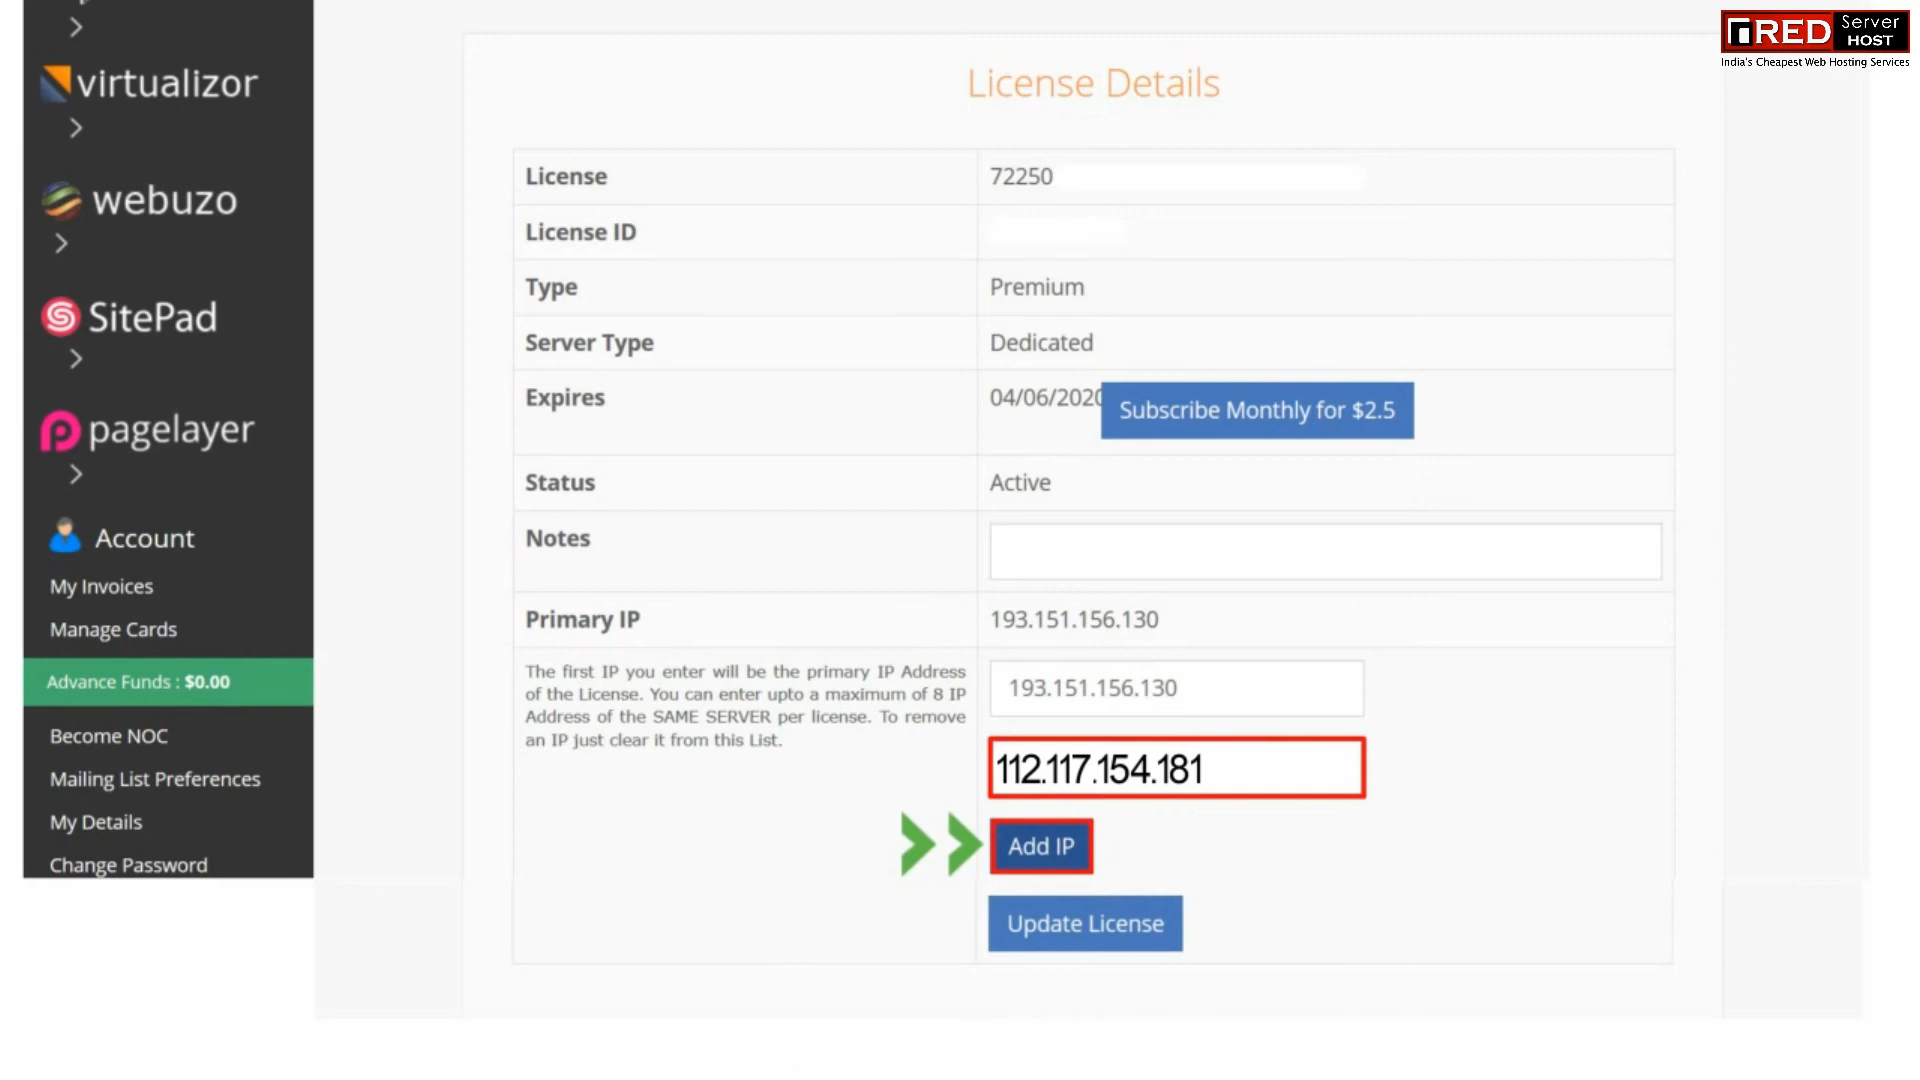 virtualizor
webuzo
SitePad
pagelayer
Account
My Invoices
Manage Cards
Advance Funds : $0.00
Become NOC
Mailing List Preferences
My Details
Change Password
RED Server HOST
India's Cheapest Web Hosting Services
License Details
License 72250
License ID
Type Premium
Server Type Dedicated
Expires 04/06/2020 Subscribe Monthly for $2.5
Status Active
Notes
Primary IP 193.151.156.130
The first IP you enter will be the primary IP Address
of the License. You can enter upto a maximum of 8 IP
Address of the SAME SERVER per license. To remove
an IP just clear it from this List.
193.151.156.130
112.117.154.181
Add IP
Update License